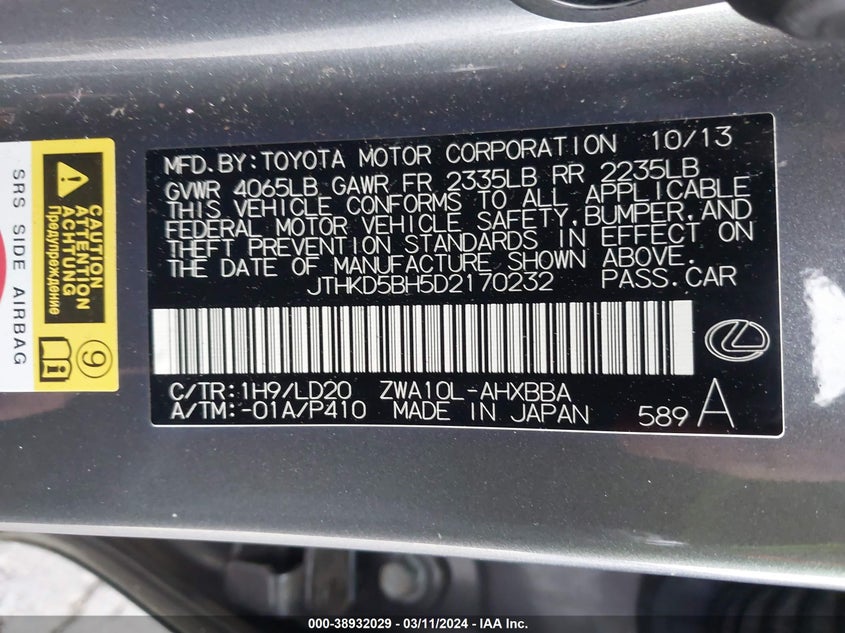 MFD.BY:TOYOTA MOTOR CORPORATION 10/13
GVWR 4065LB GAWR FR 2335LB RR 2235LB
THIS VEHICLE CONFORMS TO ALL APPLICABLE
FEDERAL MOTOR VEHICLE SAFETY,BUMPER,AND
THEFT PREVENTION STANDARDS IN EFFECT ON
THE DATE OF MANUFACTURE SHOWN ABOVE.
JTHKD5BH5D2170232 PASS.CAR
C/TR:1H9/LD20 ZWA10L-AHXBBA
A/TM:-01A/P410 MADE IN JAPAN 589 A
SRS SIDE AIRBAG
CAUTION
ATTENTION
ACHTUNG
Предупреждение
9
000-38932029 - 03/11/2024 - IAA Inc.